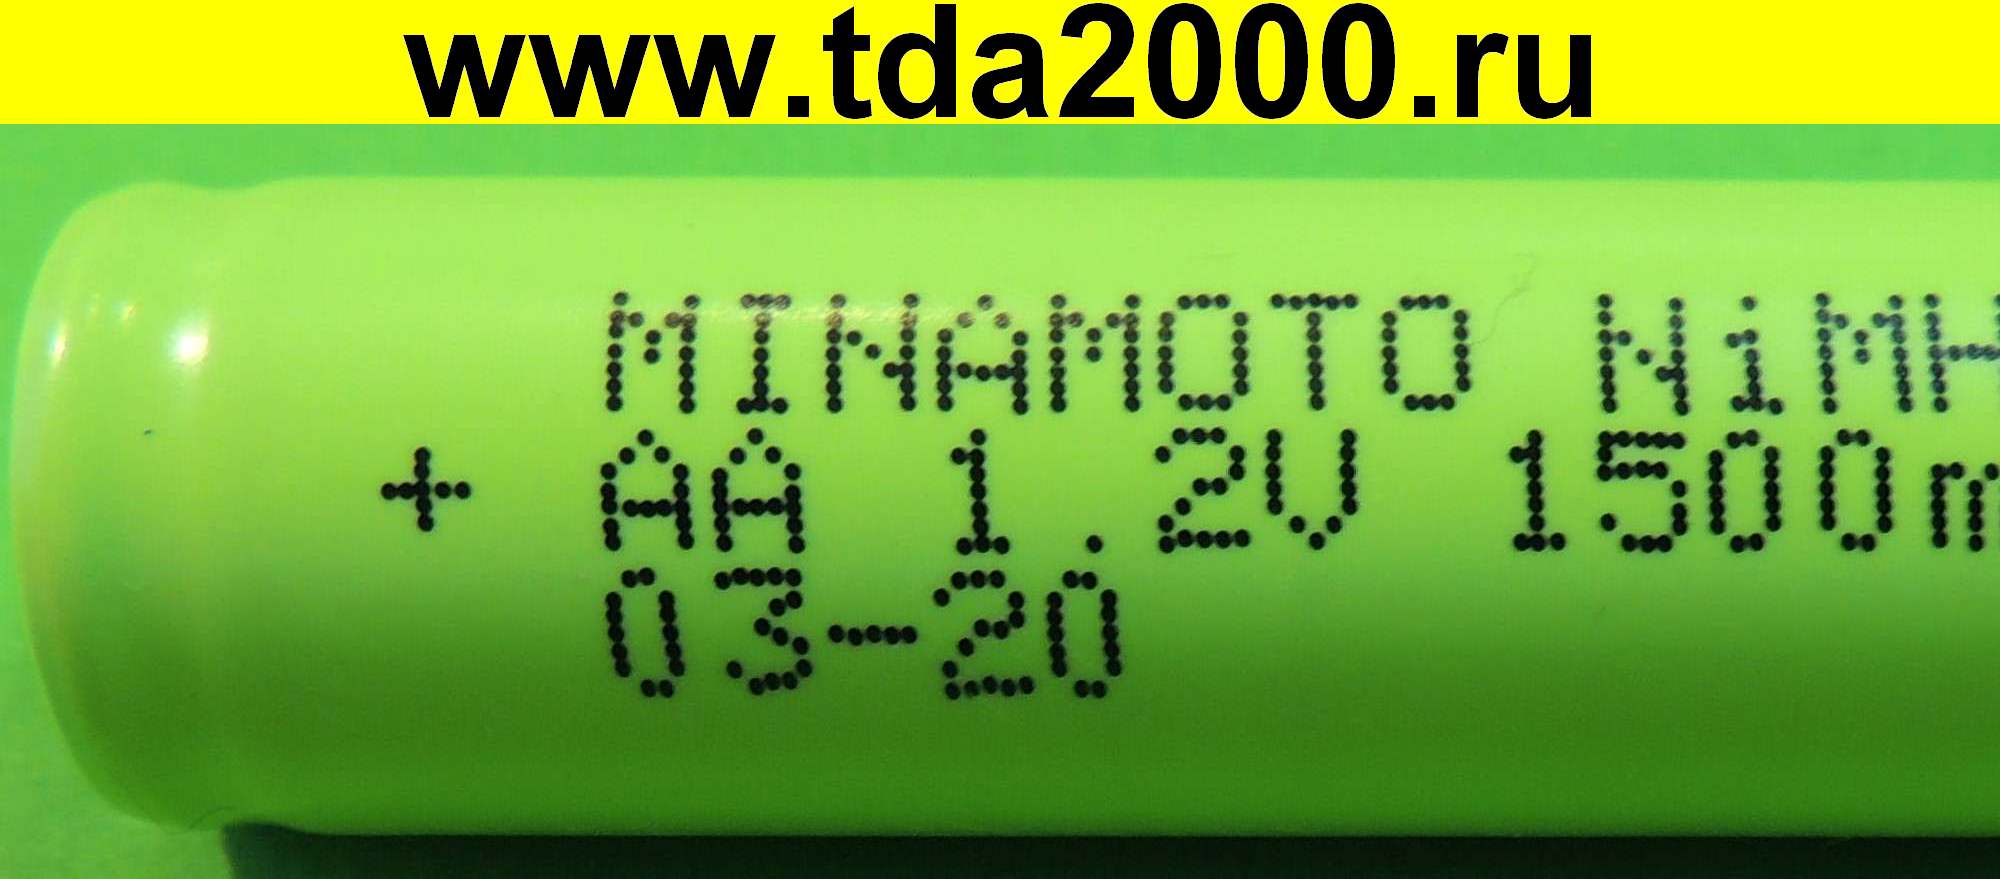 www.tda2000.ru
MINAMOTO NiMH
+ AA 1.2V 1500m
03-20